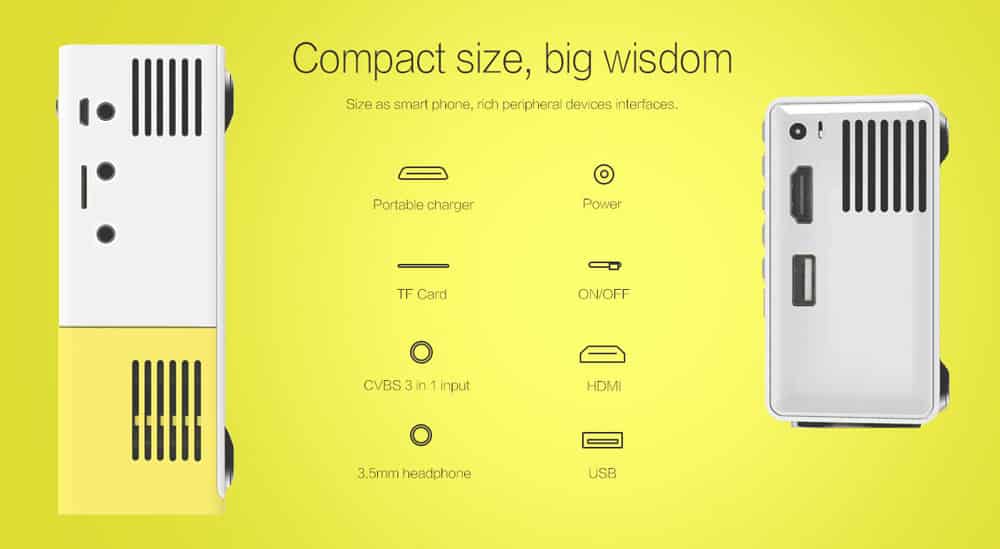 Compact size, big wisdom
Size as smart phone, rich peripheral devices interfaces.
Portable charger
Power
TF Card
ON/OFF
CVBS 3 in 1 input
HDMI
3.5mm headphone
USB